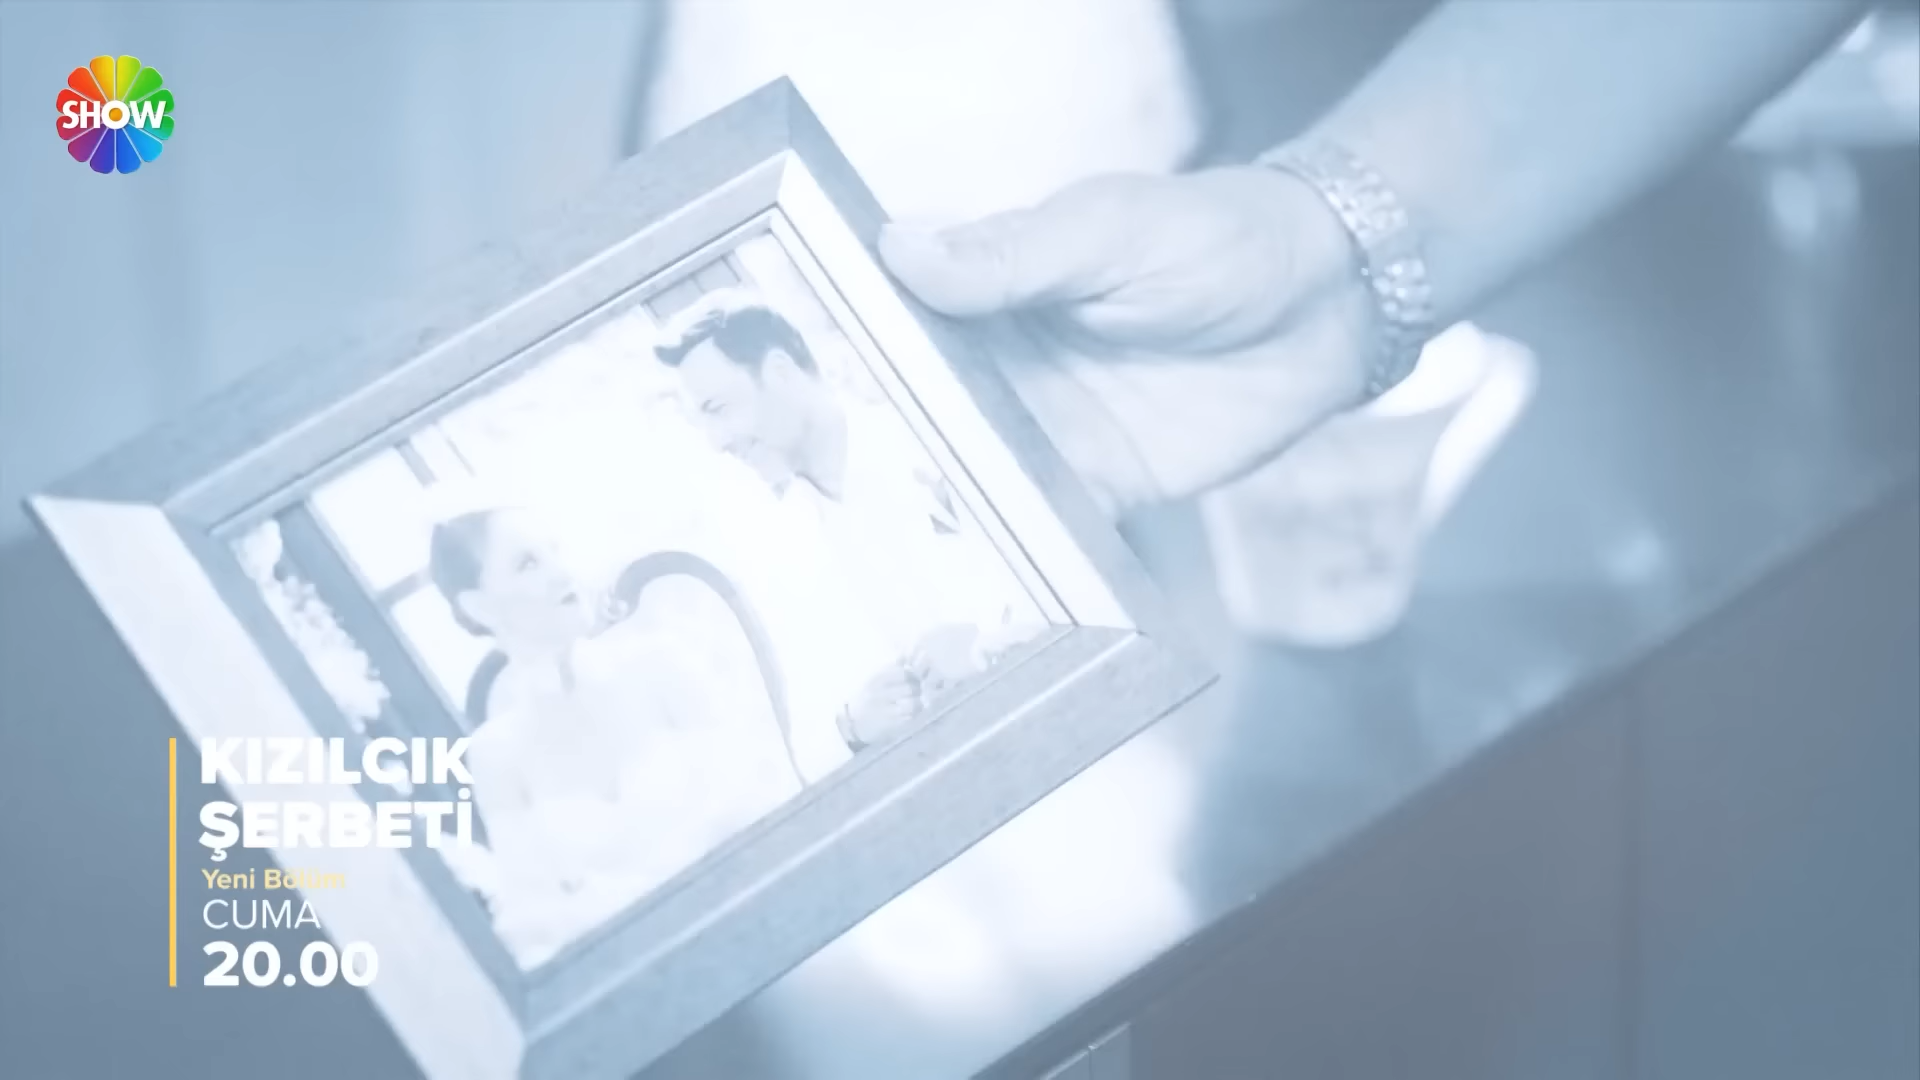 SHOW
KIZILCIK
ŞERBETİ
Yeni Bölüm
CUMA
20.00